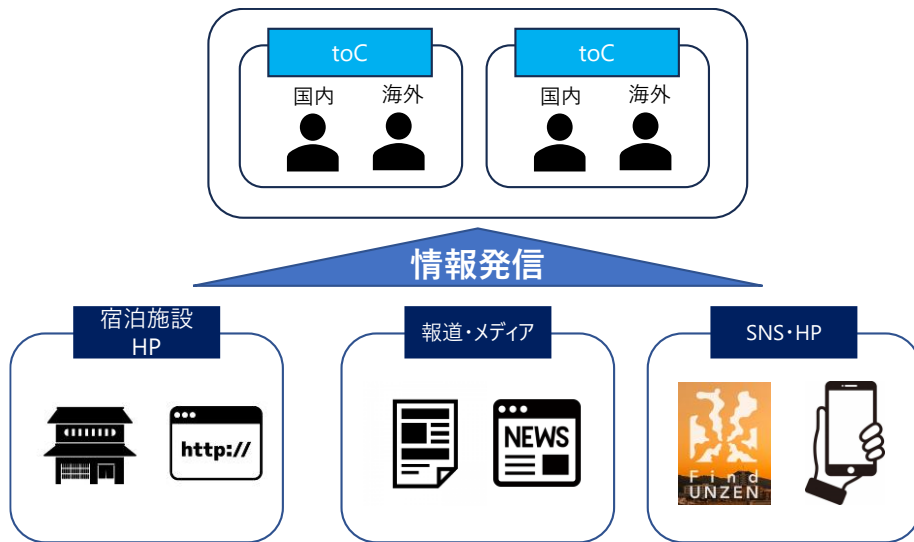 toC
国内 海外
toC
国内 海外
情報発信
宿泊施設
HP
http://
報道・メディア
NEWS
SNS・HP
Find
UNZEN